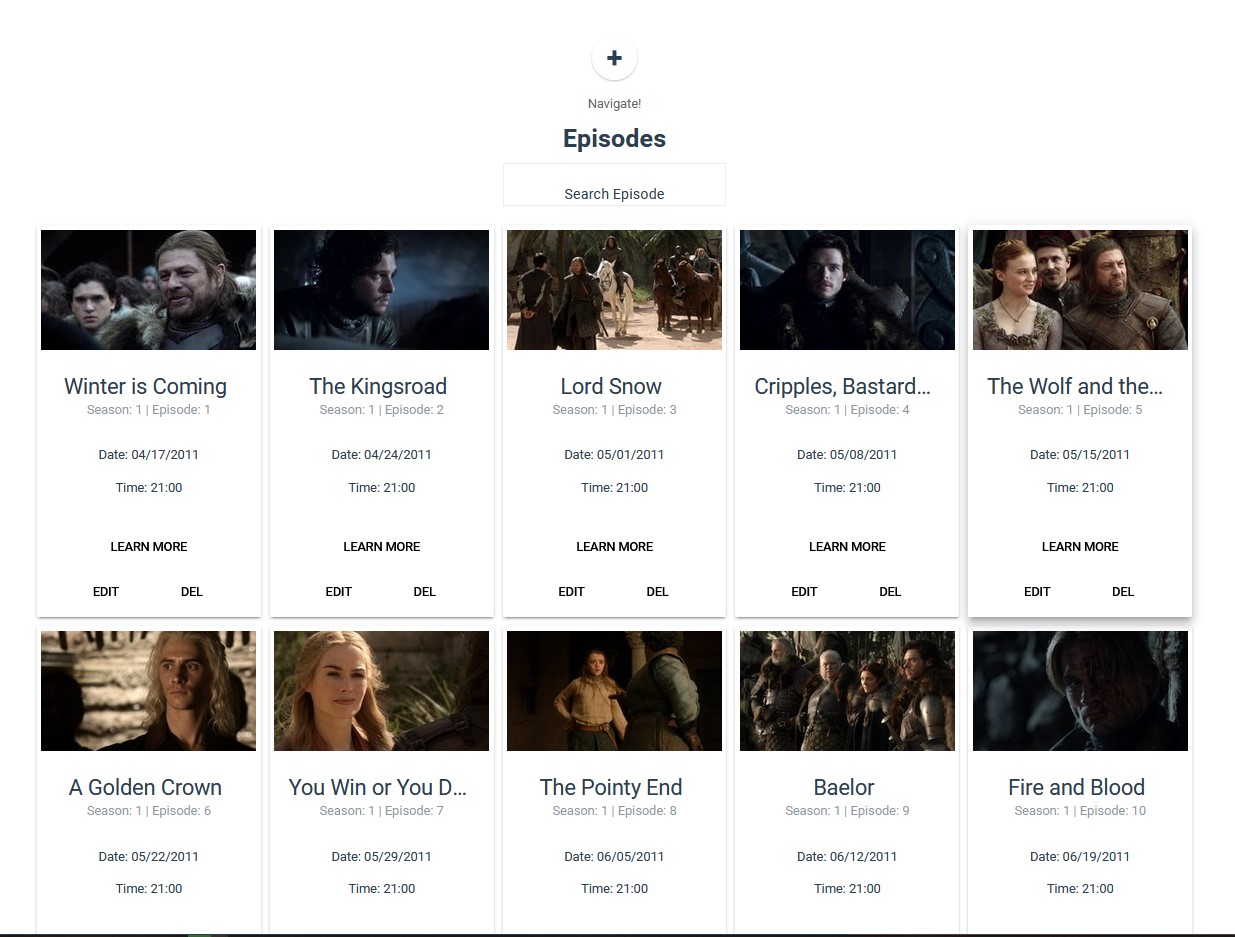 +
Navigate!
Episodes
Search Episode
Winter is Coming
Season: 1 | Episode: 1
Date: 04/17/2011
Time: 21:00
LEARN MORE
EDIT DEL
The Kingsroad
Season: 1 | Episode: 2
Date: 04/24/2011
Time: 21:00
LEARN MORE
EDIT DEL
Lord Snow
Season: 1 | Episode: 3
Date: 05/01/2011
Time: 21:00
LEARN MORE
EDIT DEL
Cripples, Bastard...
Season: 1 | Episode: 4
Date: 05/08/2011
Time: 21:00
LEARN MORE
EDIT DEL
The Wolf and the...
Season: 1 | Episode: 5
Date: 05/15/2011
Time: 21:00
LEARN MORE
EDIT DEL
A Golden Crown
Season: 1 | Episode: 6
Date: 05/22/2011
Time: 21:00
You Win or You D...
Season: 1 | Episode: 7
Date: 05/29/2011
Time: 21:00
The Pointy End
Season: 1 | Episode: 8
Date: 06/05/2011
Time: 21:00
Baelor
Season: 1 | Episode: 9
Date: 06/12/2011
Time: 21:00
Fire and Blood
Season: 1 | Episode: 10
Date: 06/19/2011
Time: 21:00